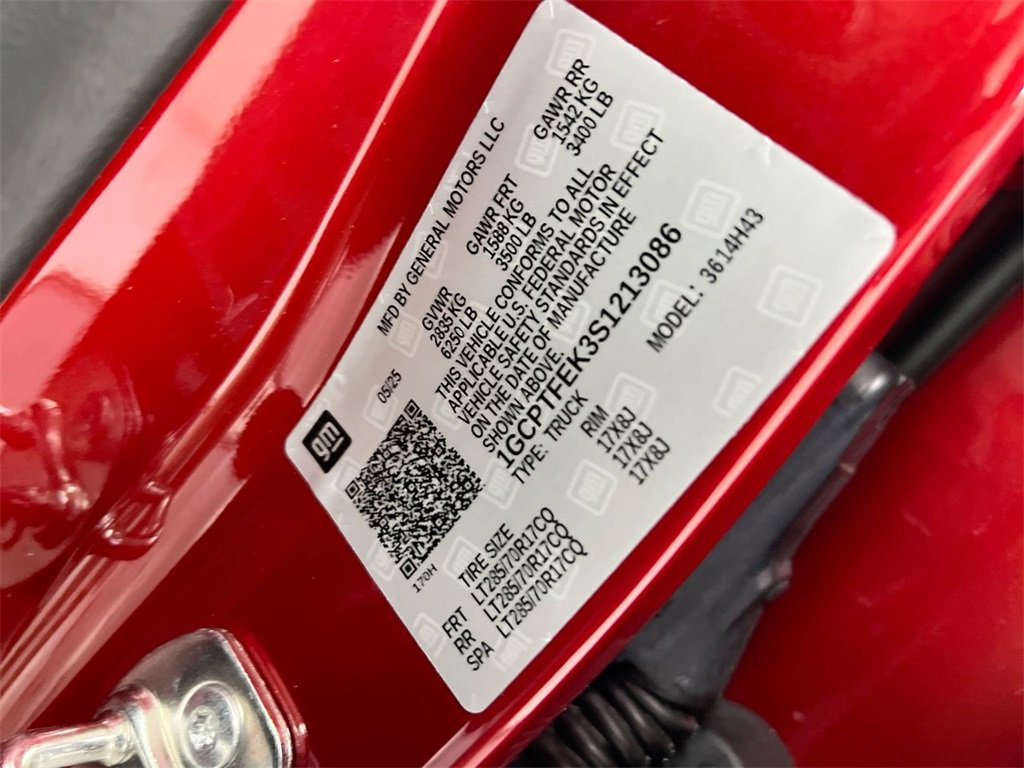 gm
MFD BY GENERAL MOTORS LLC
05/25
GVWR GAWR FRT GAWR RR
2835 KG 1588 KG 1542 KG
6250 LB 3500 LB 3400 LB
THIS VEHICLE CONFORMS TO ALL
APPLICABLE U.S. FEDERAL MOTOR
VEHICLE SAFETY STANDARDS IN EFFECT
ON THE DATE OF MANUFACTURE
SHOWN ABOVE
1GCPTFEK3S1213086
TYPE: TRUCK MODEL: 3614H43
170H
TIRE SIZE RIM
FRT LT285/70R17CQ 17X8J
RR LT285/70R17CQ 17X8J
SPA LT285/70R17CQ 17X8J